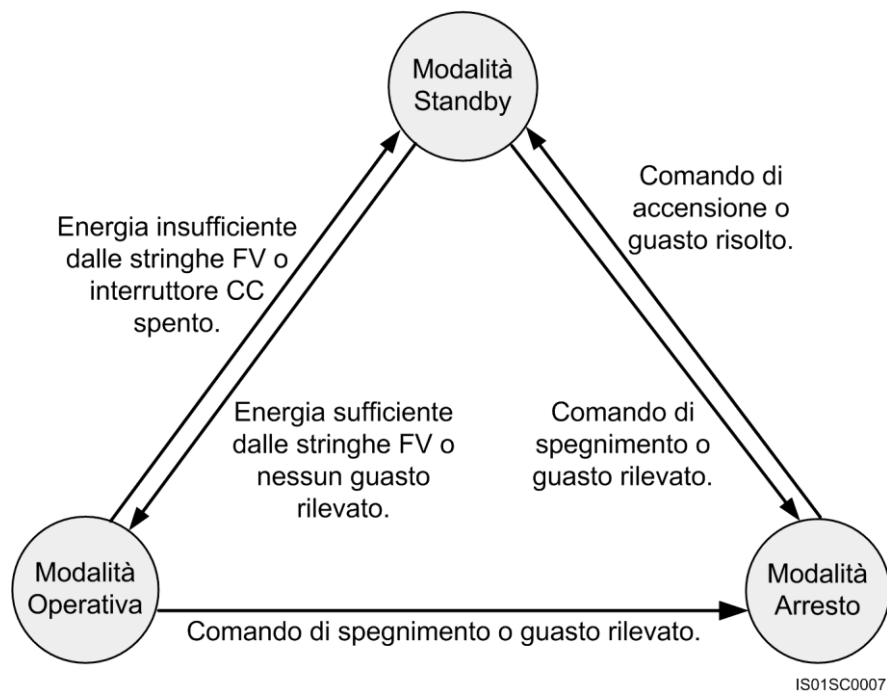 Modalità
Standby
Comando di
accensione o
guasto risolto.
Energia insufficiente
dalle stringhe FV o
interruttore CC
spento.
Energia sufficiente
dalle stringhe FV o
nessun guasto
rilevato.
Comando di
spegnimento o
guasto rilevato.
Modalità
Operativa
Modalità
Arresto
Comando di spegnimento o guasto rilevato.
IS01SC0007